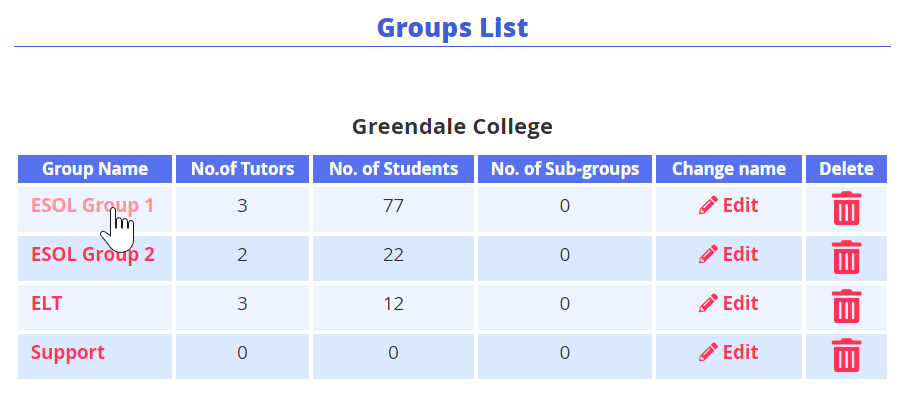 Groups List
Greendale College
Group Name No.of Tutors No. of Students No. of Sub-groups Change name Delete
ESOL Group 1 3 77 0 Edit
ESOL Group 2 2 22 0 Edit
ELT 3 12 0 Edit
Support 0 0 0 Edit